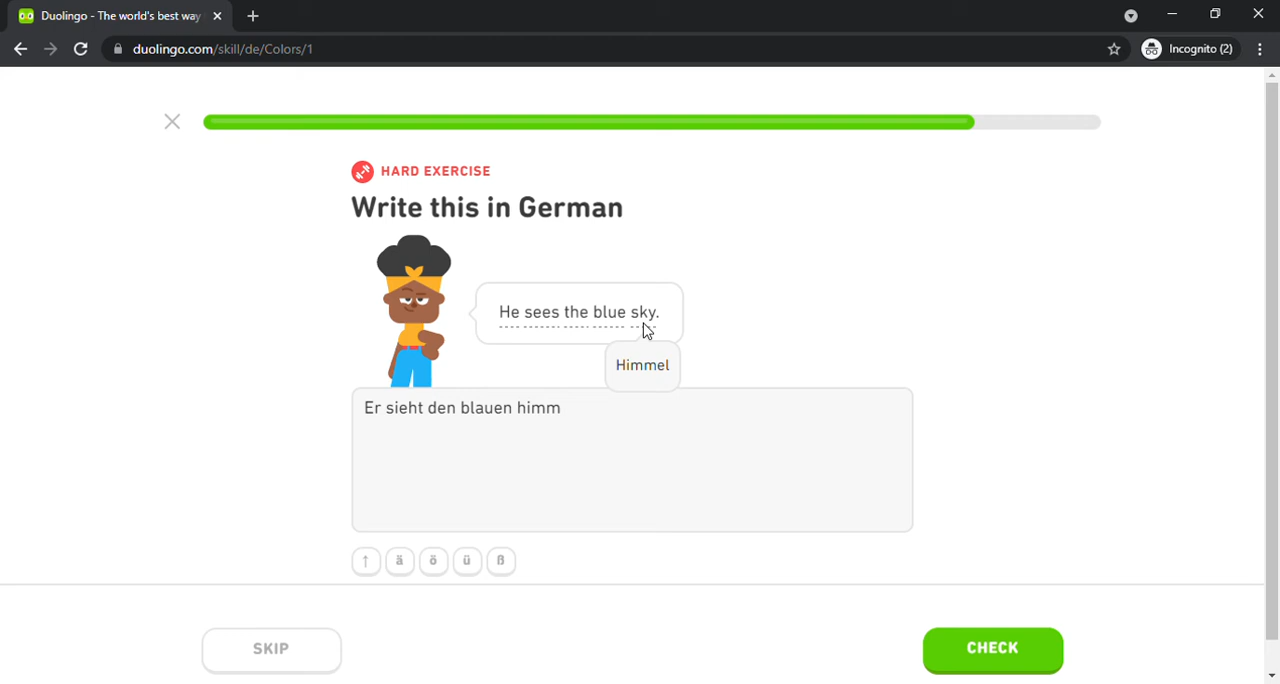 Duolingo - The world's best way
duolingo.com/skill/de/Colors/1
Incognito (2)
HARD EXERCISE
Write this in German
He sees the blue sky.
Himmel
Er sieht den blauen himm
↑ ä ö ü ß
SKIP
CHECK